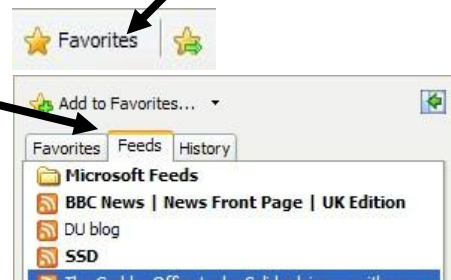 Favorites
Add to Favorites...
Favorites Feeds History
Microsoft Feeds
BBC News | News Front Page | UK Edition
DU blog
SSD